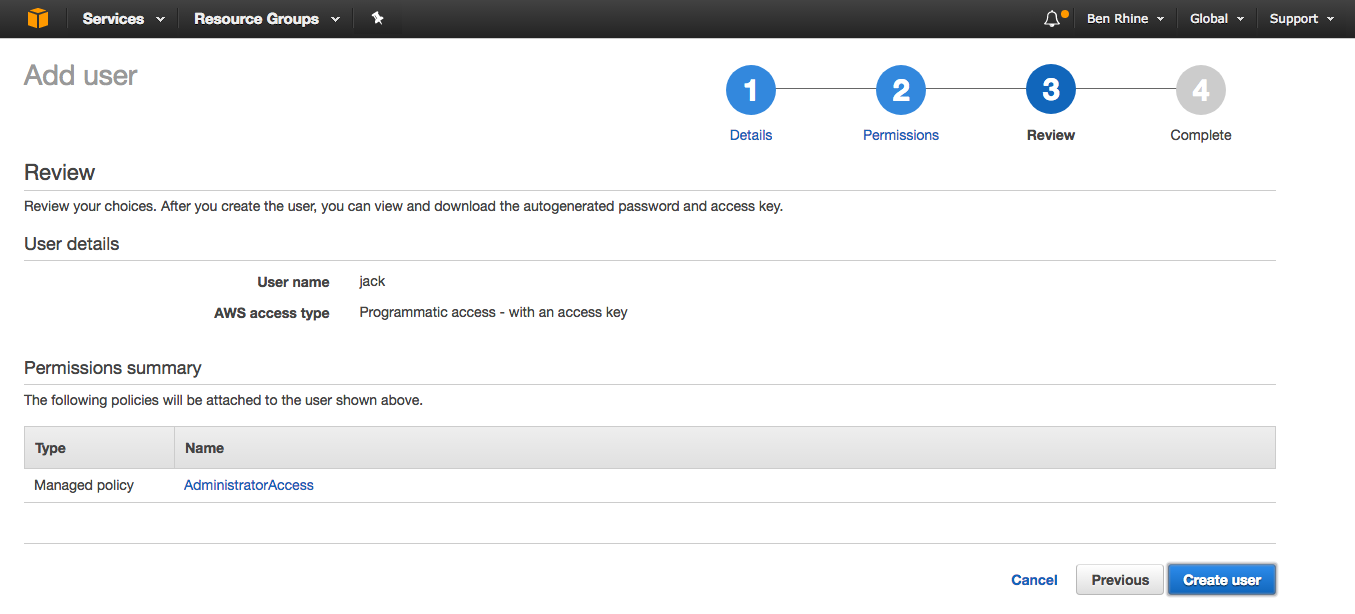 Services Resource Groups Ben Rhine Global Support
Add user
1 2 3 4
Details Permissions Review Complete
Review
Review your choices. After you create the user, you can view and download the autogenerated password and access key.
User details
User name jack
AWS access type Programmatic access - with an access key
Permissions summary
The following policies will be attached to the user shown above.
Type Name
Managed policy AdministratorAccess
Cancel Previous Create user